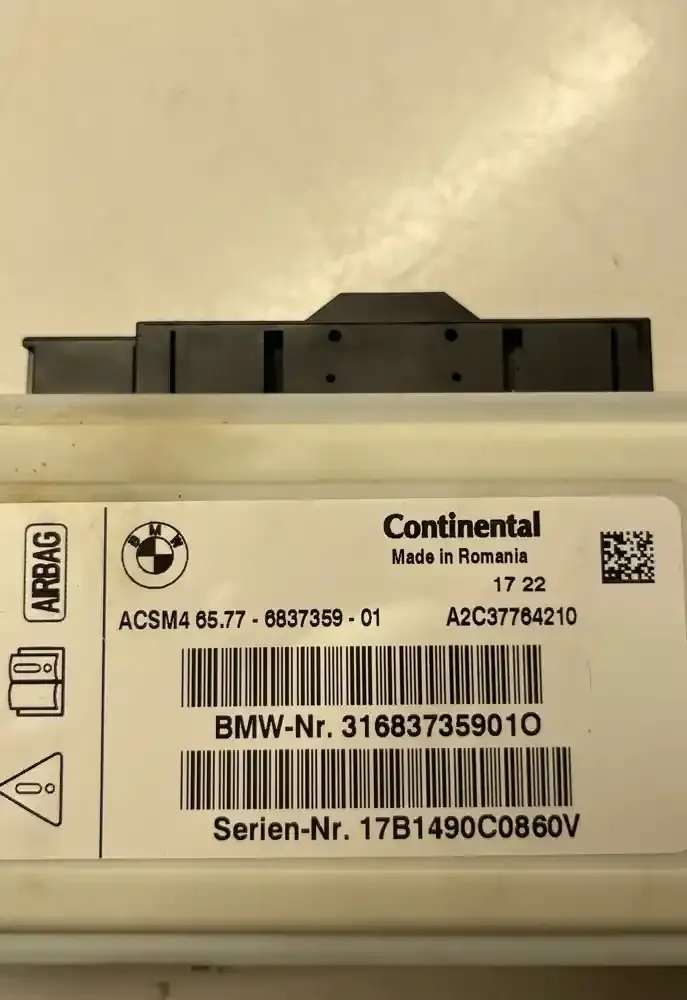 AIRBAG
BMW
Continental
Made in Romania
17 22
ACSM4 65.77 - 6837359 - 01 A2C37764210
BMW-Nr. 31683735901O
Serien-Nr. 17B1490C0860V